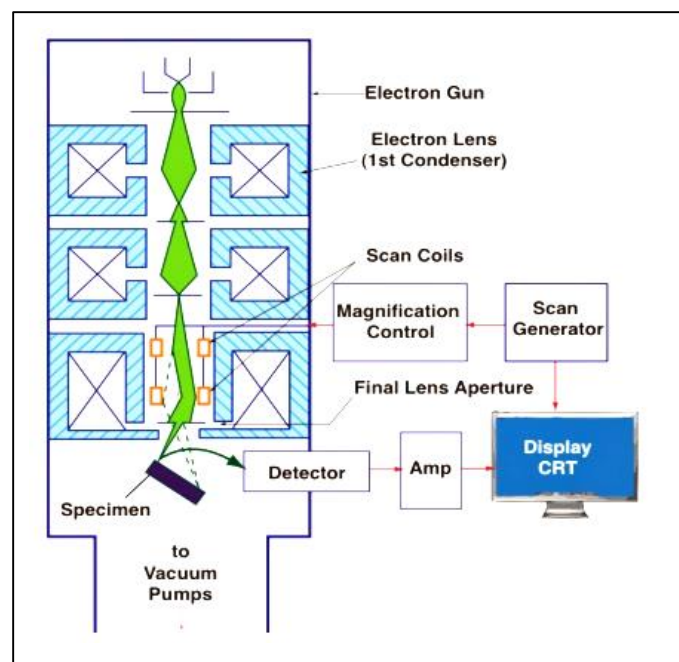 Electron Gun
Electron Lens
(1st Condenser)
Scan Coils
Magnification
Control
Scan
Generator
Final Lens Aperture
Display
CRT
Detector
Amp
Specimen
to
Vacuum
Pumps